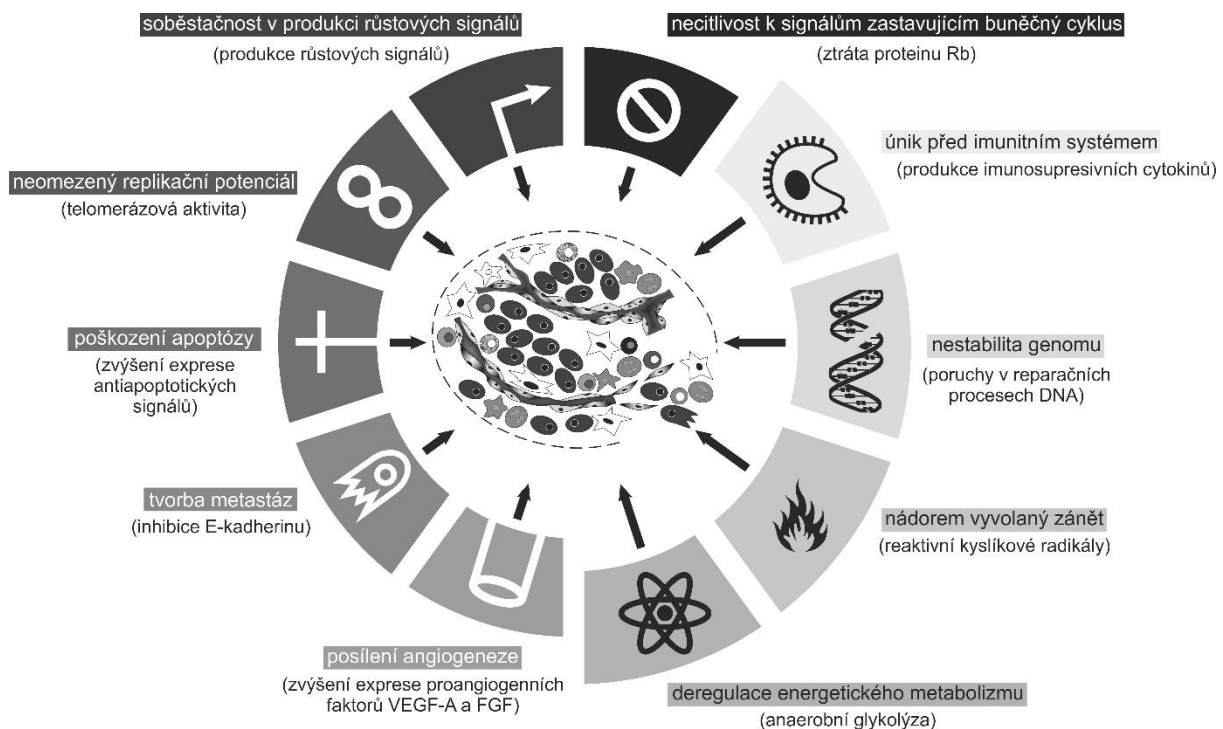 soběstačnost v produkci růstových signálů
(produkce růstových signálů)
necitlivost k signálům zastavujícím buněčný cyklus
(ztráta proteinu Rb)
únik před imunitním systémem
(produkce imunosupresivních cytokinů)
neomezený replikační potenciál
(telomerázová aktivita)
poškození apoptózy
(zvýšení exprese
antiapoptotických
signálů)
nestabilita genomu
(poruchy v reparačních
procesech DNA)
tvorba metastáz
(inhibice E-kadherinu)
nádorem vyvolaný zánět
(reaktivní kyslíkové radikály)
posílení angiogeneze
(zvýšení exprese proangiogenních
faktorů VEGF-A a FGF)
deregulace energetického metabolizmu
(anaerobní glykolýza)